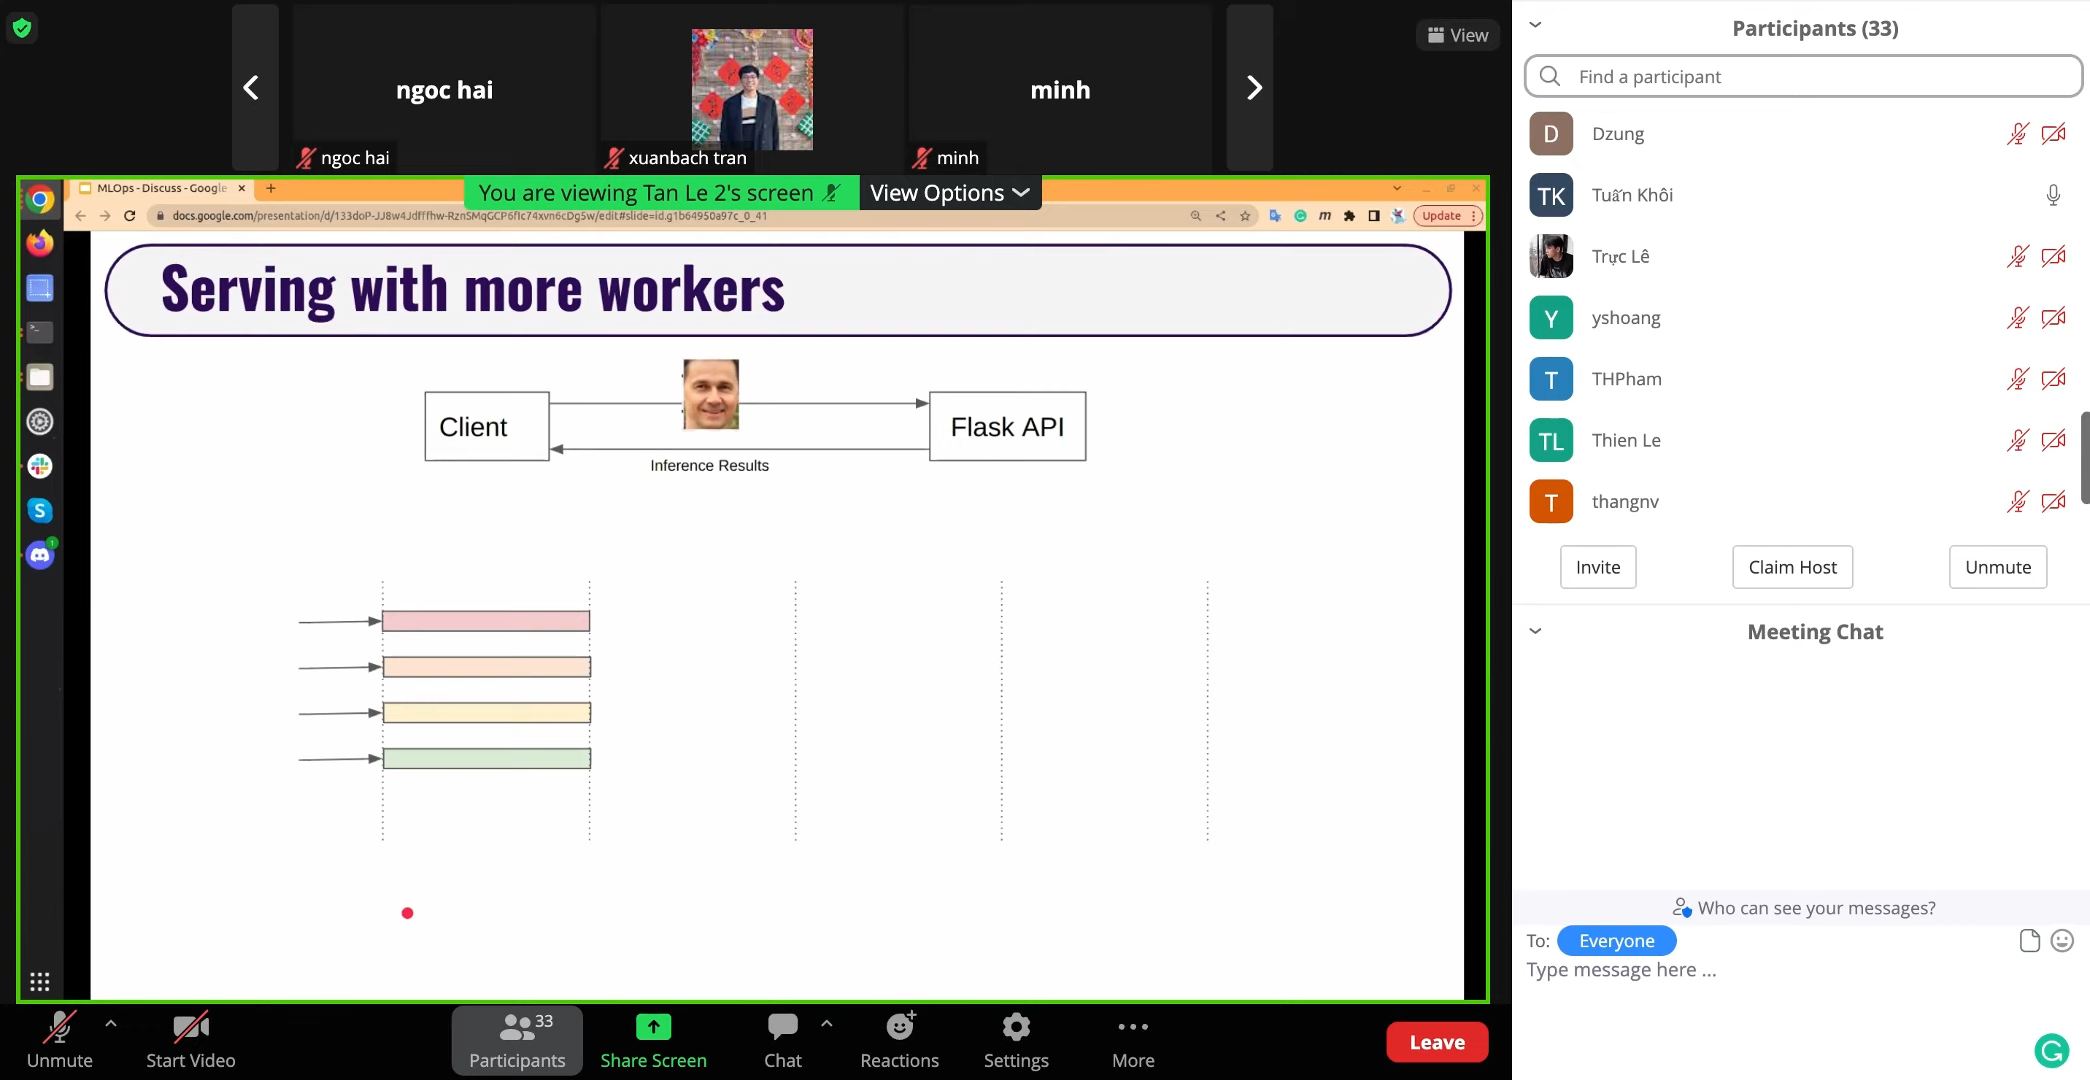 View
ngoc hai
minh
ngoc hai
xuanbach tran
minh
MLOps - Discuss - Google
You are viewing Tan Le 2's screen
View Options
Update
Serving with more workers
Client
Flask API
Inference Results
Participants (33)
Find a participant
D
Dzung
TK
Tuấn Khôi
Trực Lê
Y
yshoang
T
THPham
TL
Thien Le
T
thangnv
Invite
Claim Host
Unmute
Meeting Chat
Who can see your messages?
To: Everyone
Type message here ...
Unmute
Start Video
33
Participants
Share Screen
Chat
Reactions
Settings
More
Leave